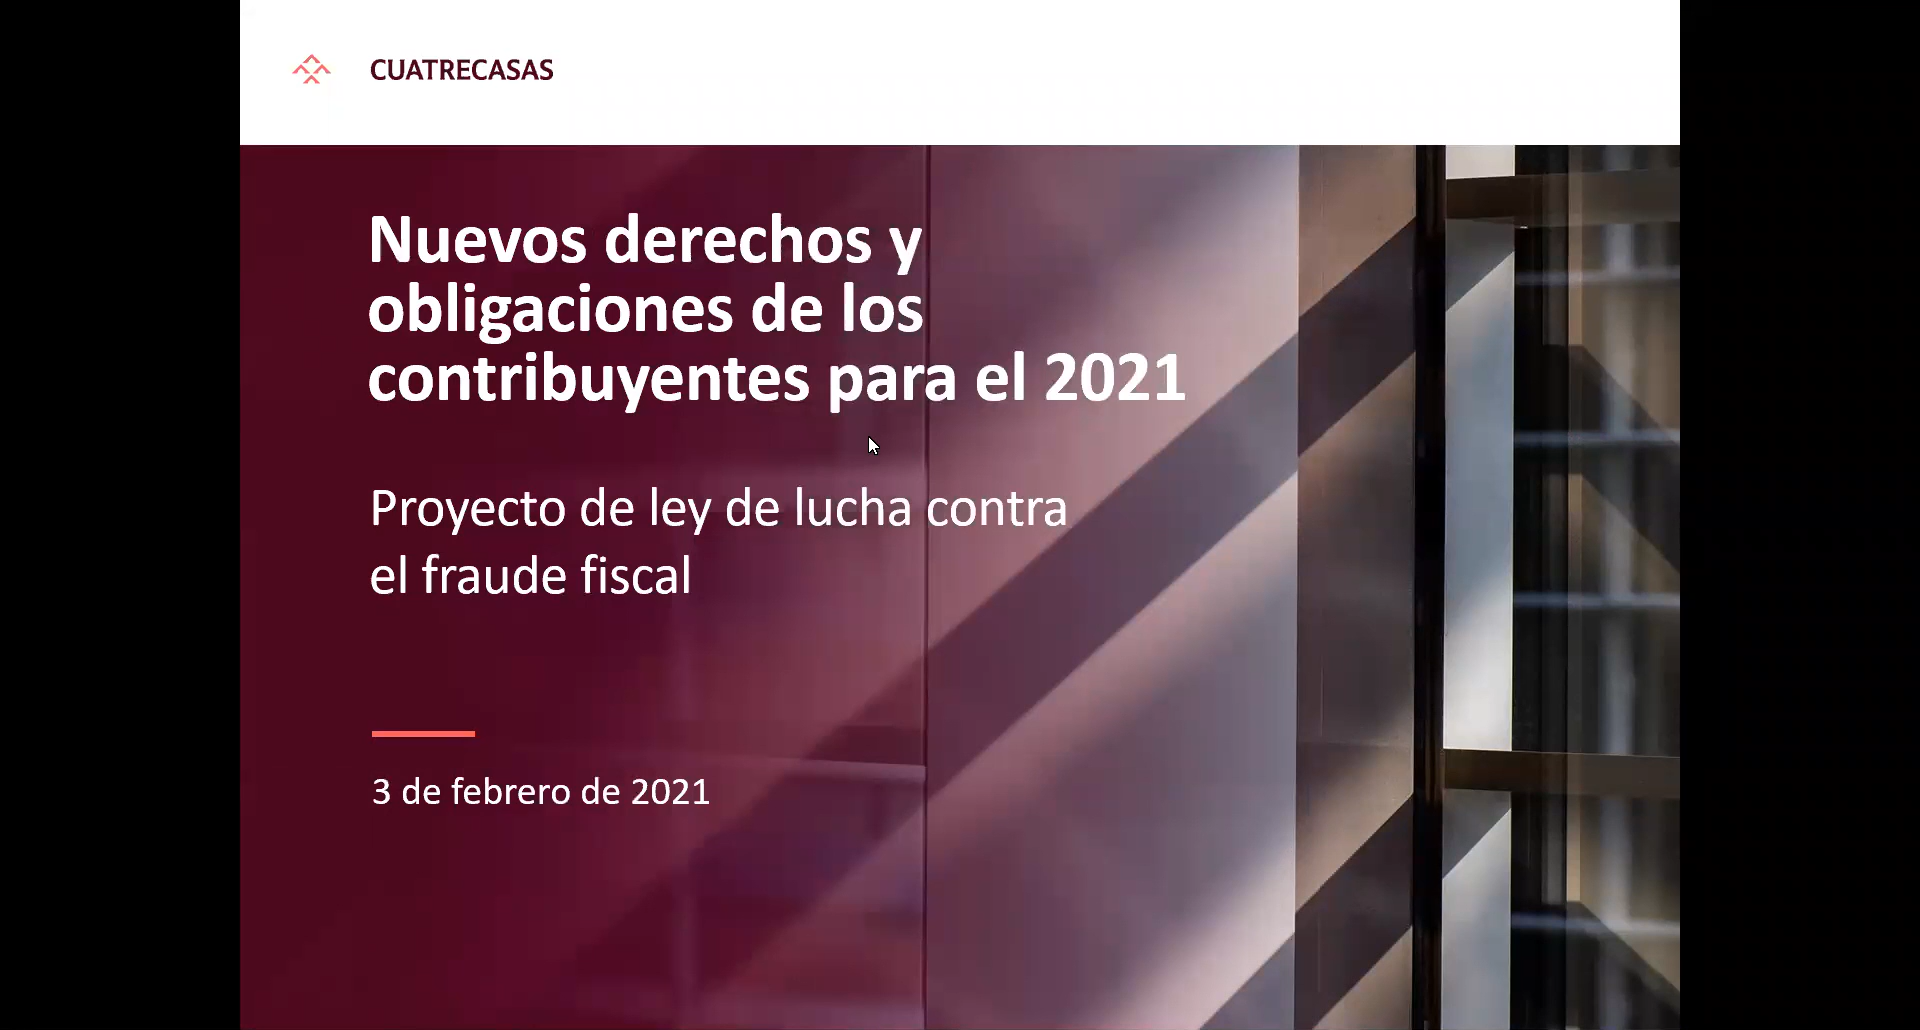 CUATRECASAS
Nuevos derechos y
obligaciones de los
contribuyentes para el 2021
Proyecto de ley de lucha contra
el fraude fiscal
3 de febrero de 2021